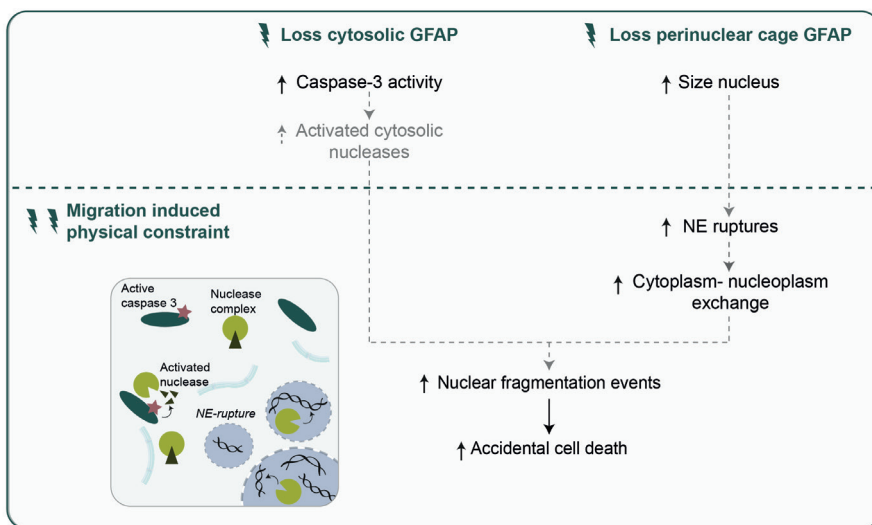 Loss cytosolic GFAP
Loss perinuclear cage GFAP
Caspase-3 activity
Size nucleus
Activated cytosolic
nucleases
Migration induced
physical constraint
NE ruptures
Cytoplasm- nucleoplasm
exchange
Active
caspase 3
Nuclease
complex
Activated
nuclease
NE-rupture
Nuclear fragmentation events
Accidental cell death